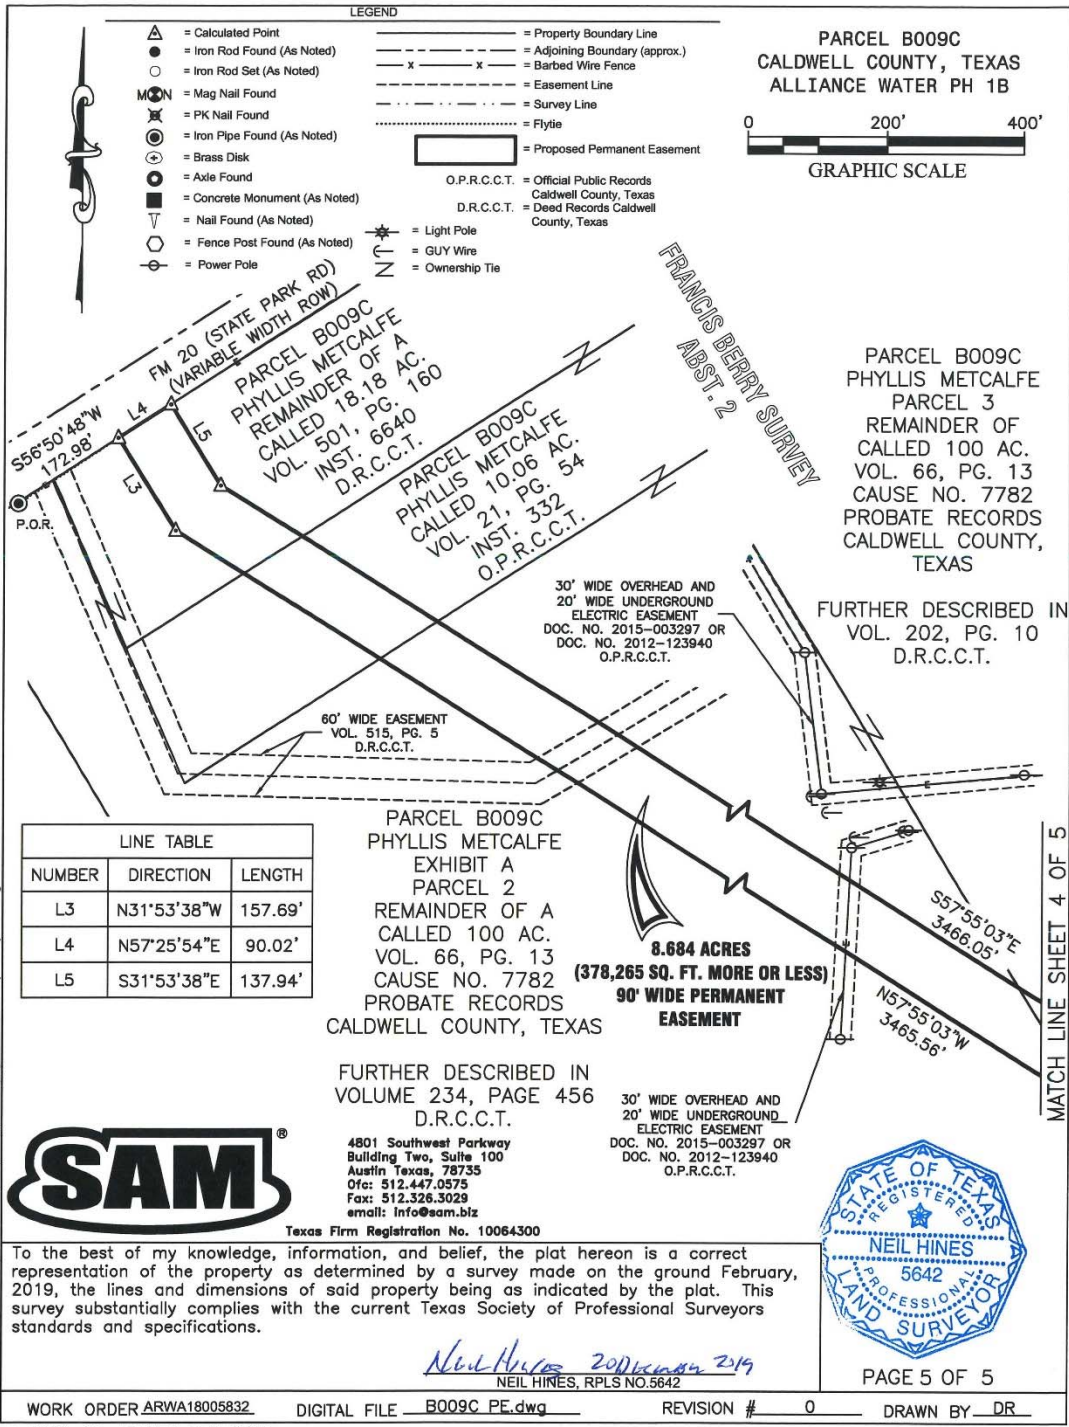 LEGEND
= Calculated Point
= Iron Rod Found (As Noted)
= Iron Rod Set (As Noted)
M N = Mag Nail Found
= PK Nail Found
= Iron Pipe Found (As Noted)
= Brass Disk
= Axle Found
= Concrete Monument (As Noted)
= Nail Found (As Noted)
= Fence Post Found (As Noted)
= Power Pole
= Property Boundary Line
= Adjoining Boundary (approx.)
x x = Barbed Wire Fence
= Easement Line
= Survey Line
= Flytie
= Proposed Permanent Easement
O.P.R.C.C.T. = Official Public Records
Caldwell County, Texas
D.R.C.C.T. = Deed Records Caldwell
County, Texas
= Light Pole
= GUY Wire
= Ownership Tie
PARCEL B009C
CALDWELL COUNTY, TEXAS
ALLIANCE WATER PH 1B
0 200' 400'
GRAPHIC SCALE
FM 20 (STATE PARK RD)
(VARIABLE WIDTH ROW)
S56°50'48"W
172.98'
L4
L5
L3
P.O.R.
PARCEL B009C
PHYLLIS METCALFE
REMAINDER OF A
CALLED 18.18 AC.
VOL. 501, PG. 160
INST. 6640
D.R.C.C.T.
PARCEL B009C
PHYLLIS METCALFE
CALLED 10.06 AC.
VOL. 21, PG. 54
INST. 332
O.P.R.C.C.T.
FRANCIS BERRY SURVEY
ABST. 2
PARCEL B009C
PHYLLIS METCALFE
PARCEL 3
REMAINDER OF
CALLED 100 AC.
VOL. 66, PG. 13
CAUSE NO. 7782
PROBATE RECORDS
CALDWELL COUNTY,
TEXAS
FURTHER DESCRIBED IN
VOL. 202, PG. 10
D.R.C.C.T.
30' WIDE OVERHEAD AND
20' WIDE UNDERGROUND
ELECTRIC EASEMENT
DOC. NO. 2015-003297 OR
DOC. NO. 2012-123940
O.P.R.C.C.T.
60' WIDE EASEMENT
VOL. 515, PG. 5
D.R.C.C.T.
E
LINE TABLE
NUMBER DIRECTION LENGTH
L3 N31°53'38"W 157.69'
L4 N57°25'54"E 90.02'
L5 S31°53'38"E 137.94'
PARCEL B009C
PHYLLIS METCALFE
EXHIBIT A
PARCEL 2
REMAINDER OF A
CALLED 100 AC.
VOL. 66, PG. 13
CAUSE NO. 7782
PROBATE RECORDS
CALDWELL COUNTY, TEXAS
FURTHER DESCRIBED IN
VOLUME 234, PAGE 456
D.R.C.C.T.
8.684 ACRES
(378,265 SQ. FT. MORE OR LESS)
90' WIDE PERMANENT
EASEMENT
S57°55'03"E
3466.05'
N57°55'03"W
3465.56'
MATCH LINE SHEET 4 OF 5
30' WIDE OVERHEAD AND
20' WIDE UNDERGROUND
ELECTRIC EASEMENT
DOC. NO. 2015-003297 OR
DOC. NO. 2012-123940
O.P.R.C.C.T.
SAM®
4801 Southwest Parkway
Building Two, Suite 100
Austin Texas, 78735
Ofc: 512.447.0575
Fax: 512.326.3029
email: info@sam.biz
Texas Firm Registration No. 10064300
STATE OF TEXAS
REGISTERED
NEIL HINES
5642
PROFESSIONAL
LAND SURVEYOR
To the best of my knowledge, information, and belief, the plat hereon is a correct
representation of the property as determined by a survey made on the ground February,
2019, the lines and dimensions of said property being as indicated by the plat. This
survey substantially complies with the current Texas Society of Professional Surveyors
standards and specifications.
Neil Hines 20 December 2019
NEIL HINES, RPLS NO.5642
PAGE 5 OF 5
WORK ORDER ARWA18005832 DIGITAL FILE B009C PE.dwg REVISION # 0 DRAWN BY DR